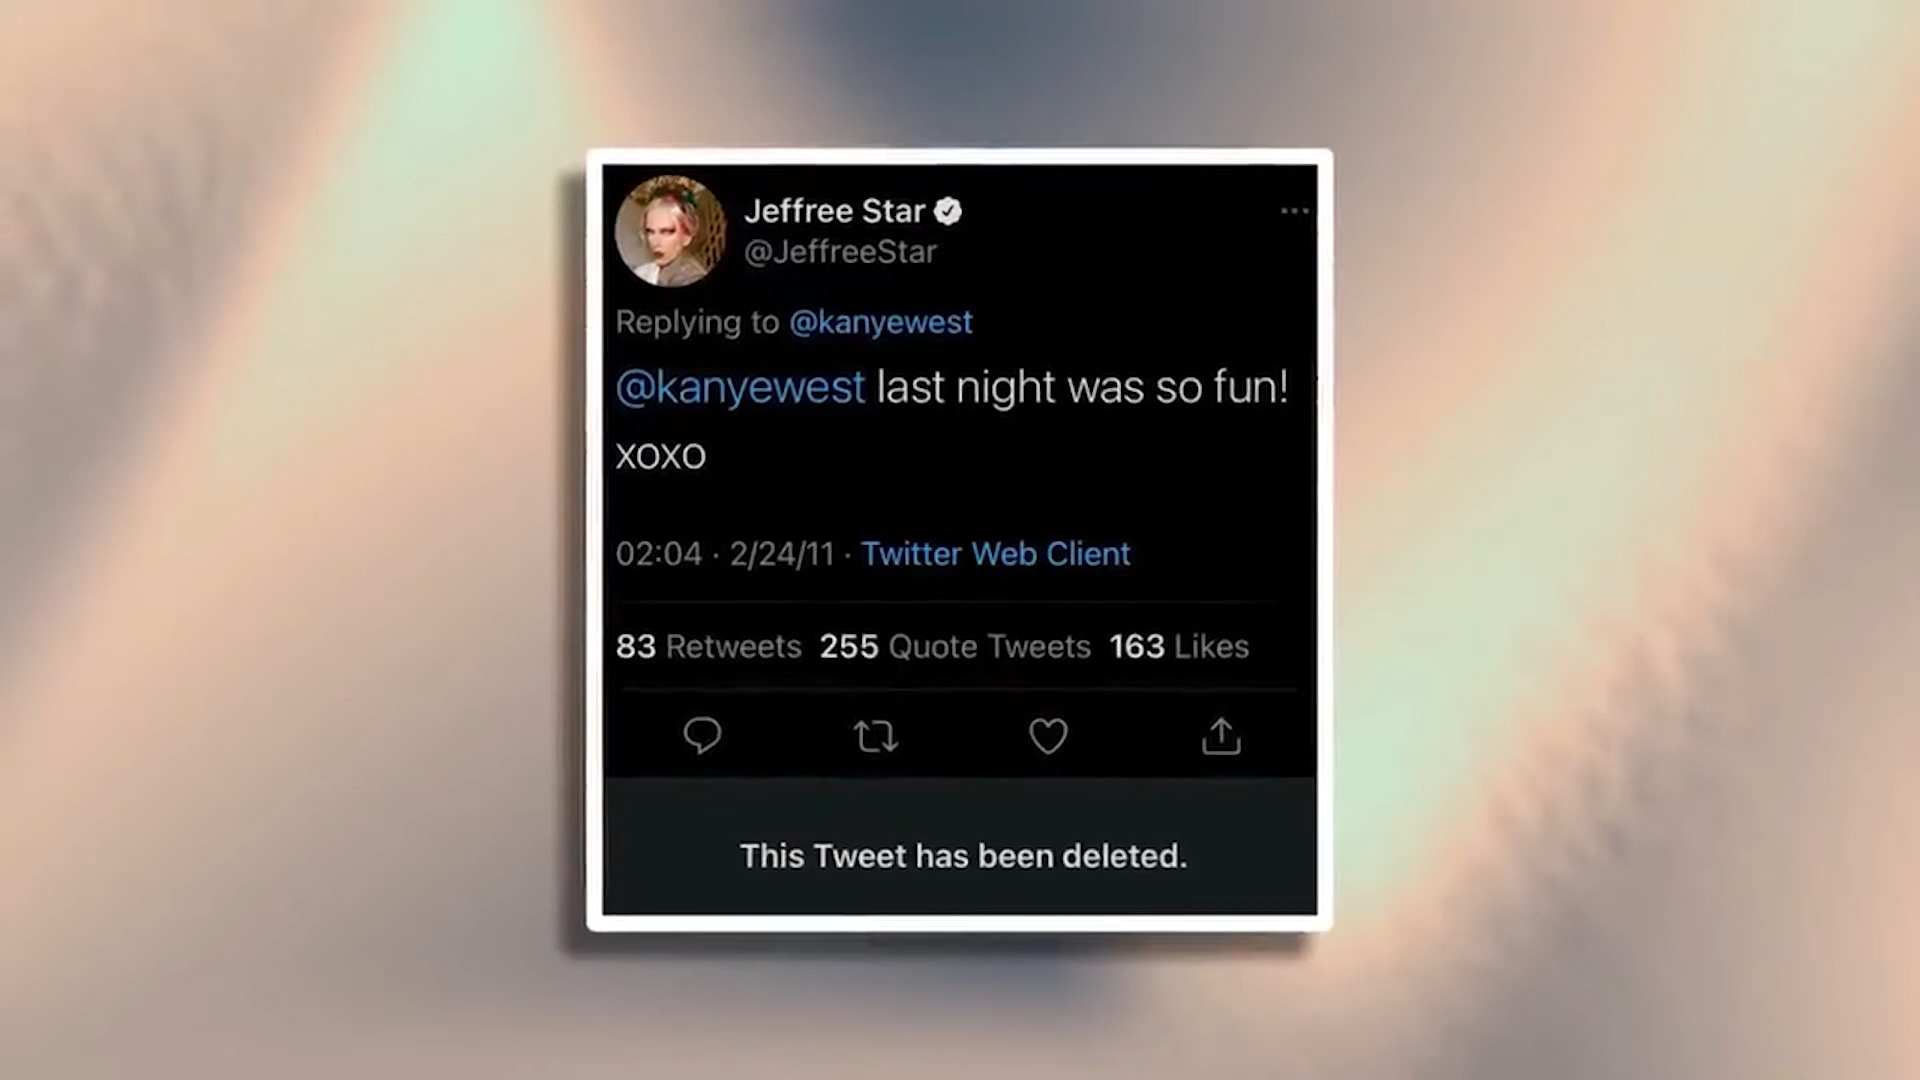 Jeffree Star
@JeffreeStar
Replying to @kanyewest
@kanyewest last night was so fun!
xoxo
02:04 · 2/24/11 · Twitter Web Client
83 Retweets 255 Quote Tweets 163 Likes
This Tweet has been deleted.